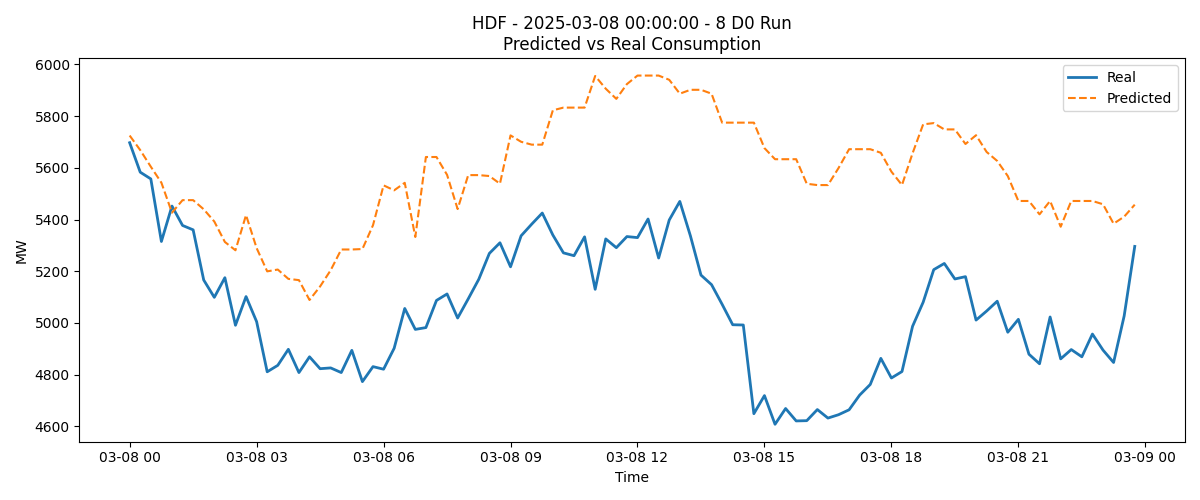 HDF - 2025-03-08 00:00:00 - 8 D0 Run
Predicted vs Real Consumption
Real
Predicted
MW
6000
5800
5600
5400
5200
5000
4800
4600
03-08 00
03-08 03
03-08 06
03-08 09
03-08 12
03-08 15
03-08 18
03-08 21
03-09 00
Time